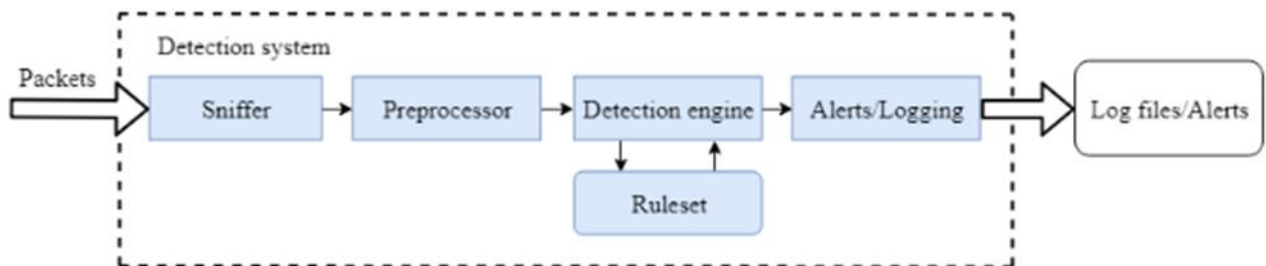 Detection system
Packets
Sniffer
Preprocessor
Detection engine
Alerts/Logging
Log files/Alerts
Ruleset